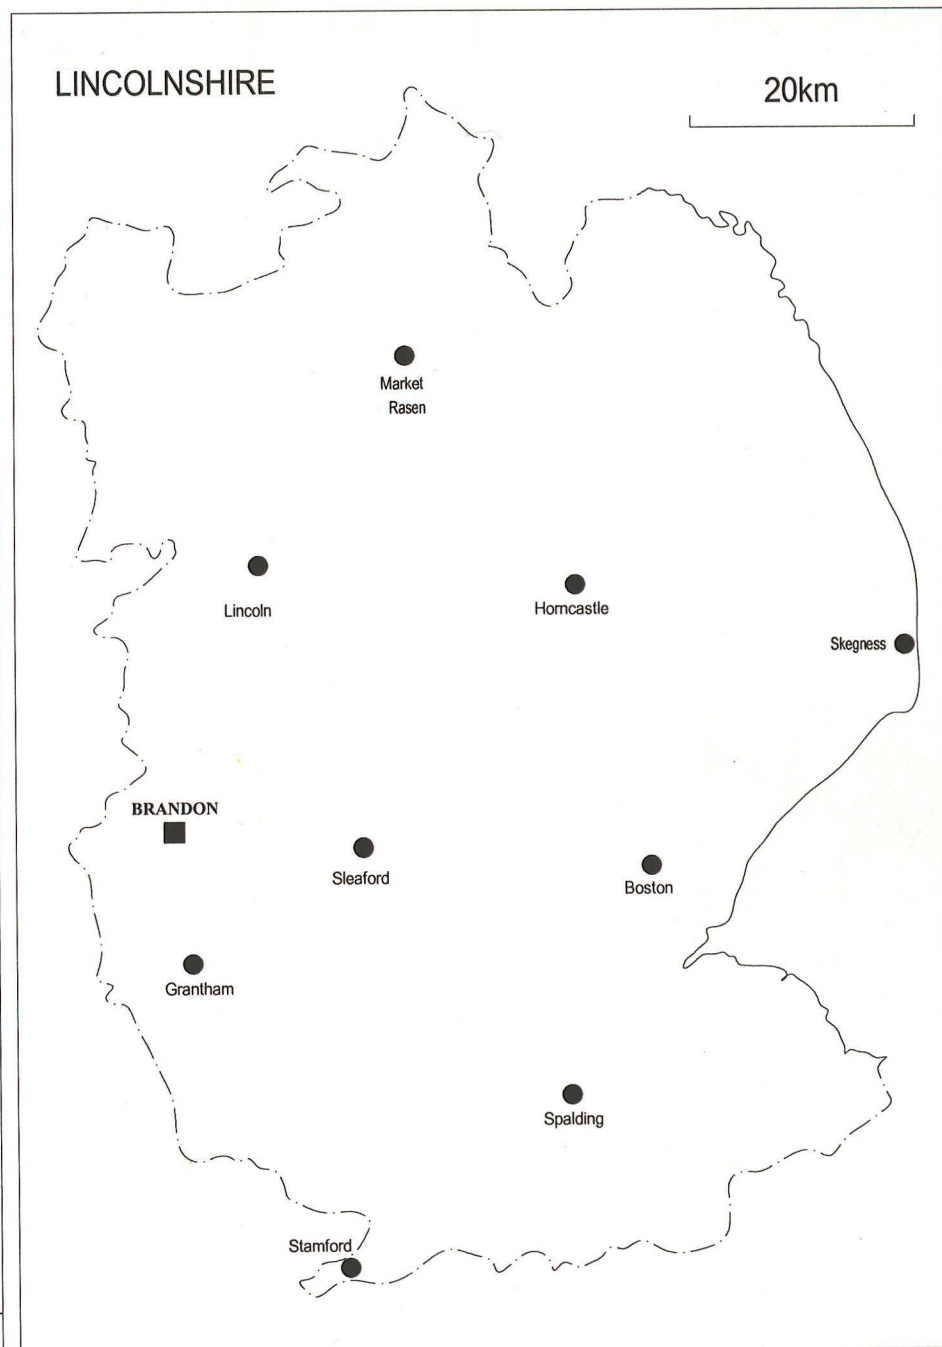 LINCOLNSHIRE
20km
Market
Rasen
Lincoln
Horncastle
Skegness
BRANDON
Sleaford
Boston
Grantham
Spalding
Stamford